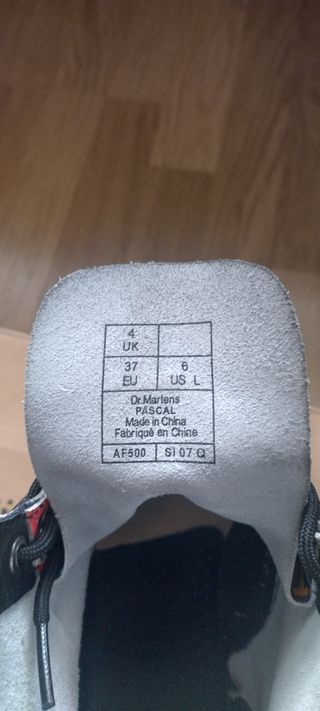 4
UK
37 6
EU US L
Dr.Martens
PASCAL
Made in China
Fabriqué en Chine
AF500 SI 07 Q